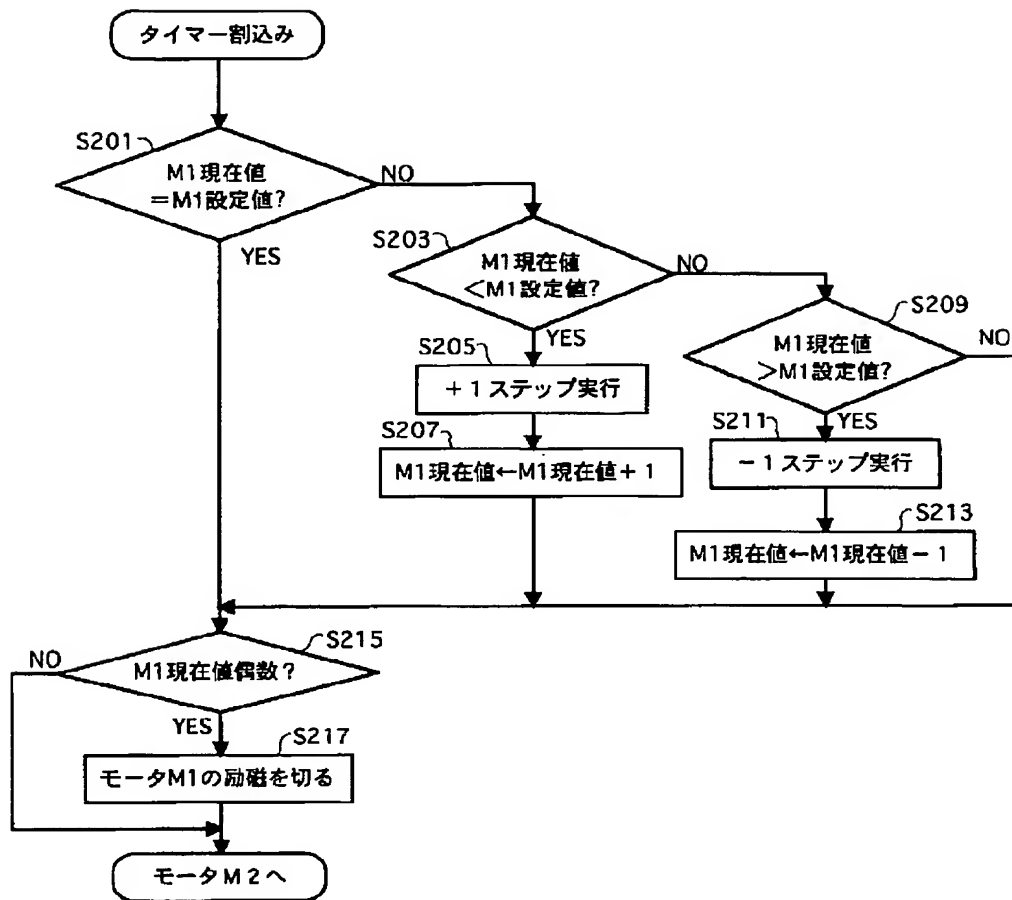 タイマー割込み
S201
M1現在値
=M1設定値?
NO
YES
S203
M1現在値
<M1設定値?
NO
YES
S205
+1ステップ実行
S207
M1現在値←M1現在値+1
S209
M1現在値
>M1設定値?
NO
YES
S211
-1ステップ実行
S213
M1現在値←M1現在値-1
S215
M1現在値偶数?
NO
YES
S217
モータM1の励磁を切る
モータM2へ